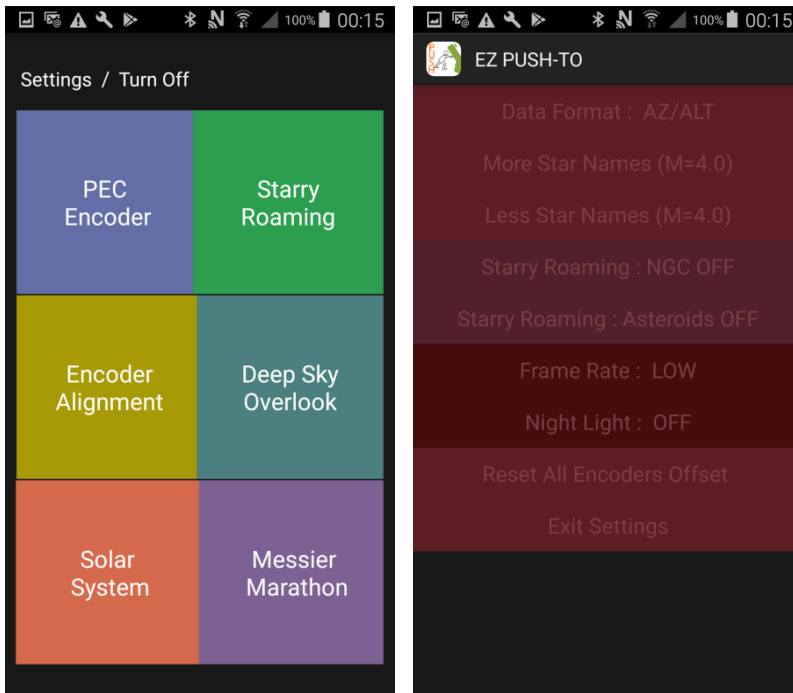 100% 00:15
Settings / Turn Off
PEC
Encoder
Starry
Roaming
Encoder
Alignment
Deep Sky
Overlook
Solar
System
Messier
Marathon
100% 00:15
PUSH
EZ PUSH-TO
Data Format : AZ/ALT
More Star Names (M=4.0)
Less Star Names (M=4.0)
Starry Roaming : NGC OFF
Starry Roaming : Asteroids OFF
Frame Rate : LOW
Night Light : OFF
Reset All Encoders Offset
Exit Settings